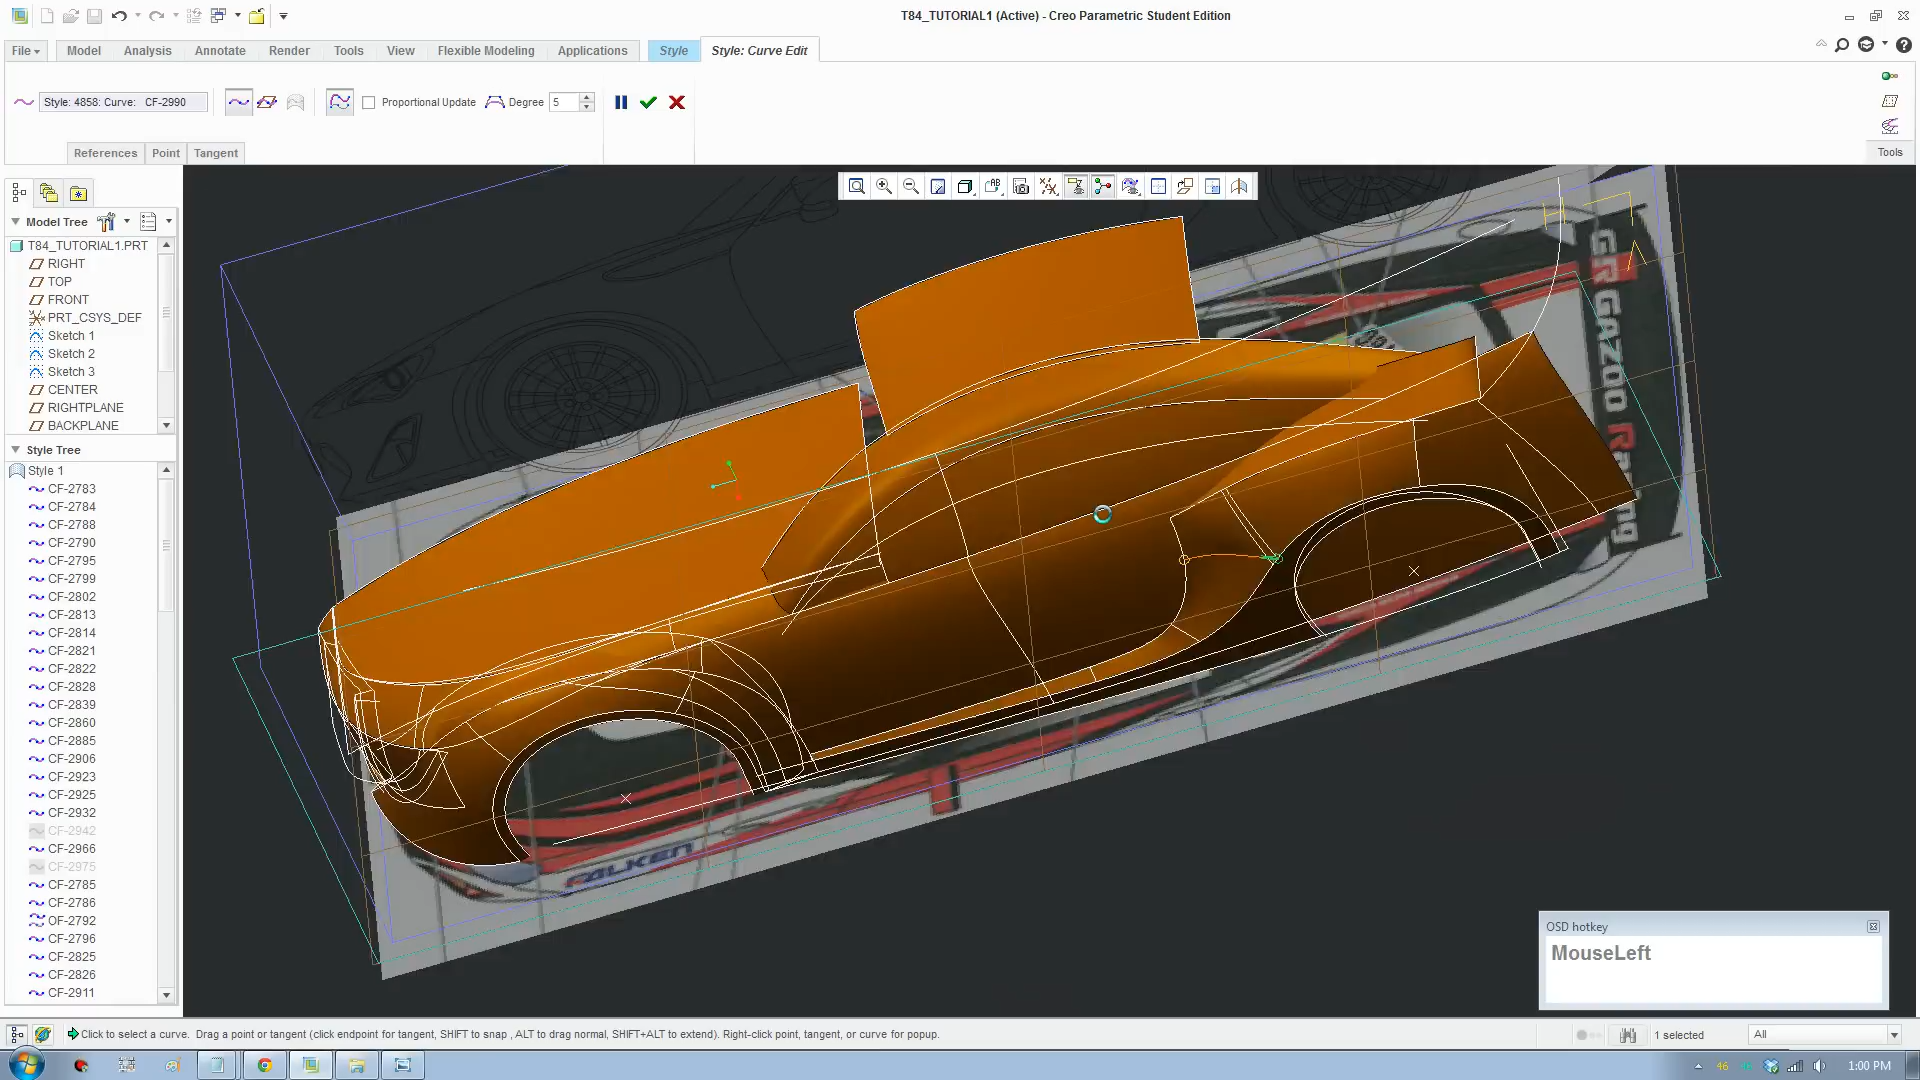 T84_TUTORIAL1 (Active) - Creo Parametric Student Edition
File Model Analysis Annotate Render Tools View Flexible Modeling Applications Style Style: Curve Edit
Style: 4858: Curve: CF-2990
Proportional Update
Degree 5
References Point Tangent
Tools
Model Tree
T84_TUTORIAL1.PRT
RIGHT
TOP
FRONT
PRT_CSYS_DEF
Sketch 1
Sketch 2
Sketch 3
CENTER
RIGHTPLANE
BACKPLANE
Style Tree
Style 1
CF-2783
CF-2784
CF-2788
CF-2790
CF-2795
CF-2799
CF-2802
CF-2813
CF-2814
CF-2821
CF-2822
CF-2828
CF-2839
CF-2860
CF-2885
CF-2906
CF-2923
CF-2925
CF-2932
CF-2942
CF-2966
CF-2975
CF-2785
CF-2786
OF-2792
CF-2796
CF-2825
CF-2826
CF-2911
GAZOO Racing
FALKEN
OSD hotkey
MouseLeft
Click to select a curve. Drag a point or tangent (click endpoint for tangent, SHIFT to snap , ALT to drag normal, SHIFT+ALT to extend). Right-click point, tangent, or curve for popup.
1 selected
All
46
1:00 PM